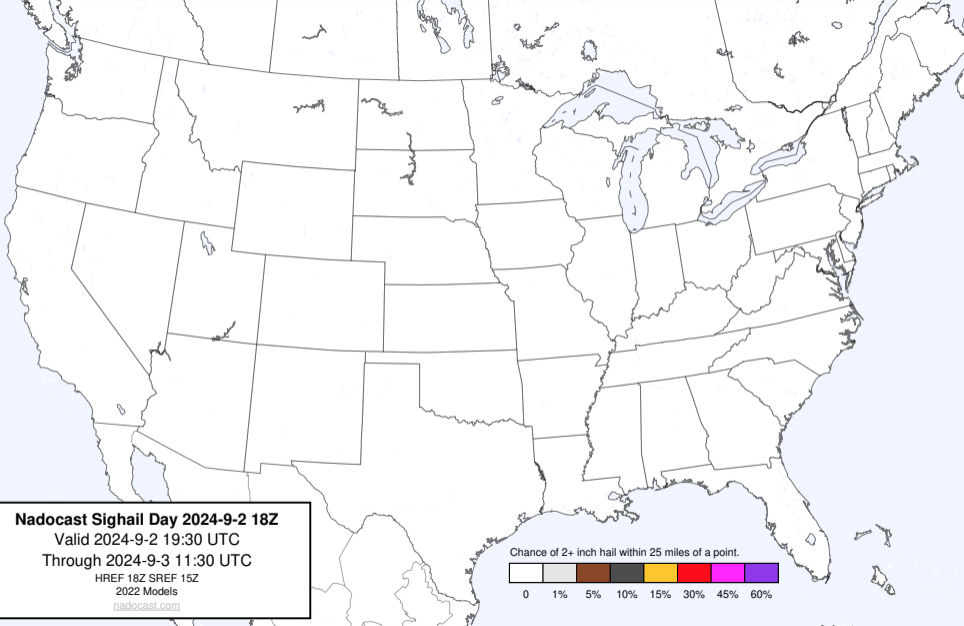 Nadocast Sighail Day 2024-9-2 18Z
Valid 2024-9-2 19:30 UTC
Through 2024-9-3 11:30 UTC
HREF 18Z SREF 15Z
2022 Models
nadocast.com
Chance of 2+ inch hail within 25 miles of a point.
0 1% 5% 10% 15% 30% 45% 60%